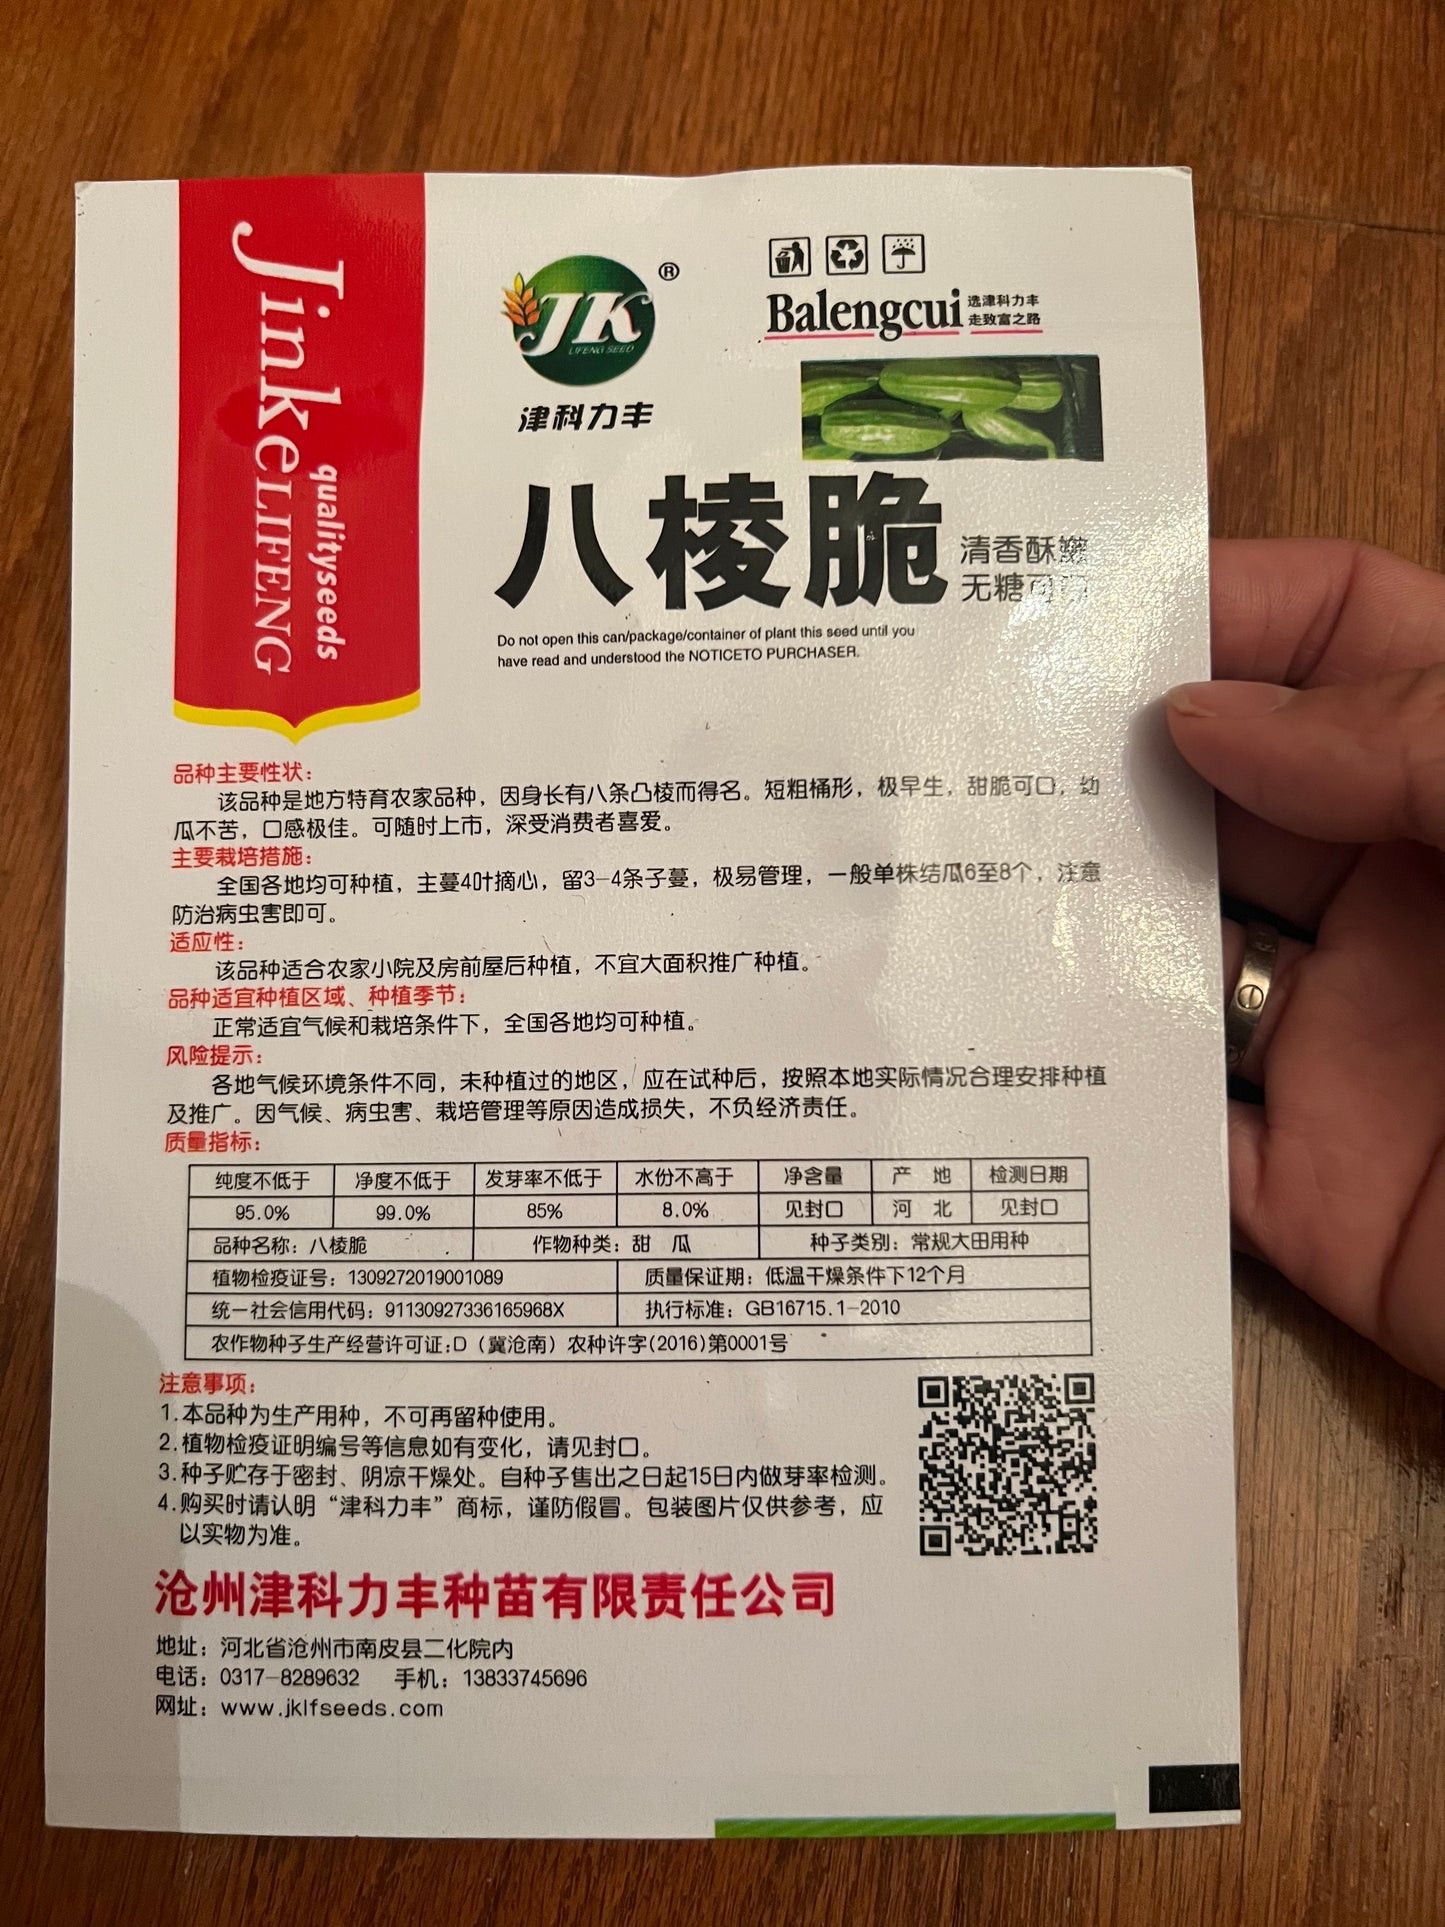 JinkeLIFENG
qualityseeds
JK
LIFENG SEED
®
津科力丰
Balengcui
选津科力丰
走致富之路
八棱脆
清香酥嫩
无糖可
Do not open this can/package/container of plant this seed until you
have read and understood the NOTICETO PURCHASER.
品种主要性状：
该品种是地方特育农家品种，因身长有八条凸棱而得名。短粗桶形，极早生，甜脆可口，幼
瓜不苦，口感极佳。可随时上市，深受消费者喜爱。
主要栽培措施：
全国各地均可种植，主蔓4叶摘心，留3-4条子蔓，极易管理，一般单株结瓜6至8个，注意
防治病虫害即可。
适应性：
该品种适合农家小院及房前屋后种植，不宜大面积推广种植。
品种适宜种植区域、种植季节：
正常适宜气候和栽培条件下，全国各地均可种植。
风险提示：
各地气候环境条件不同，未种植过的地区，应在试种后，按照本地实际情况合理安排种植
及推广。因气候、病虫害、栽培管理等原因造成损失，不负经济责任。
质量指标：
纯度不低于 净度不低于 发芽率不低于 水份不高于 净含量 产 地 检测日期
95.0% 99.0% 85% 8.0% 见封口 河 北 见封口
品种名称：八棱脆 作物种类：甜 瓜 种子类别：常规大田用种
植物检疫证号：1309272019001089 质量保证期：低温干燥条件下12个月
统一社会信用代码：91130927336165968X 执行标准：GB16715.1-2010
农作物种子生产经营许可证:D（冀沧南）农种许字(2016)第0001号
注意事项：
1.本品种为生产用种，不可再留种使用。
2.植物检疫证明编号等信息如有变化，请见封口。
3.种子贮存于密封、阴凉干燥处。自种子售出之日起15日内做芽率检测。
4.购买时请认明“津科力丰”商标，谨防假冒。包装图片仅供参考，应
以实物为准。
沧州津科力丰种苗有限责任公司
地址：河北省沧州市南皮县二化院内
电话：0317-8289632 手机：13833745696
网址：www.jklfseeds.com